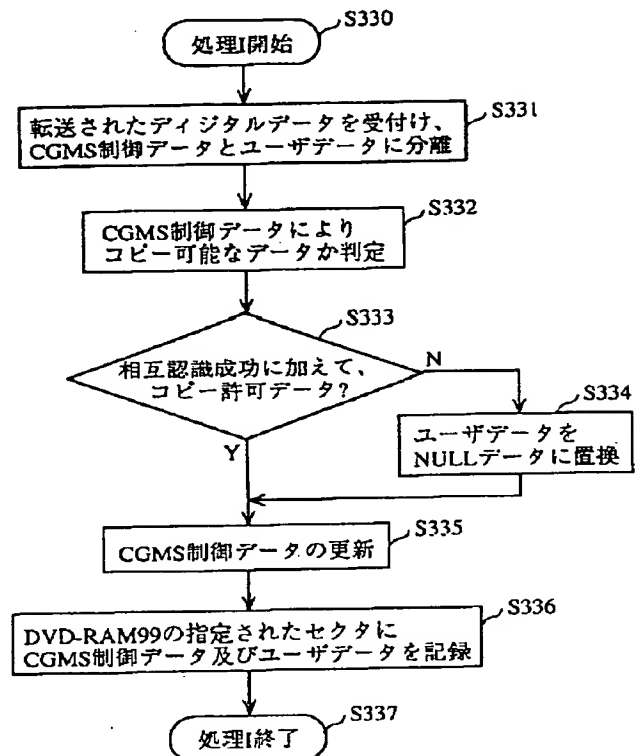 S330
処理I開始
S331
転送されたディジタルデータを受付け、
CGMS制御データとユーザデータに分離
S332
CGMS制御データにより
コピー可能なデータか判定
S333
相互認識成功に加えて、
コピー許可データ?
N
Y
S334
ユーザデータを
NULLデータに置換
S335
CGMS制御データの更新
S336
DVD-RAM99の指定されたセクタに
CGMS制御データ及びユーザデータを記録
S337
処理I終了